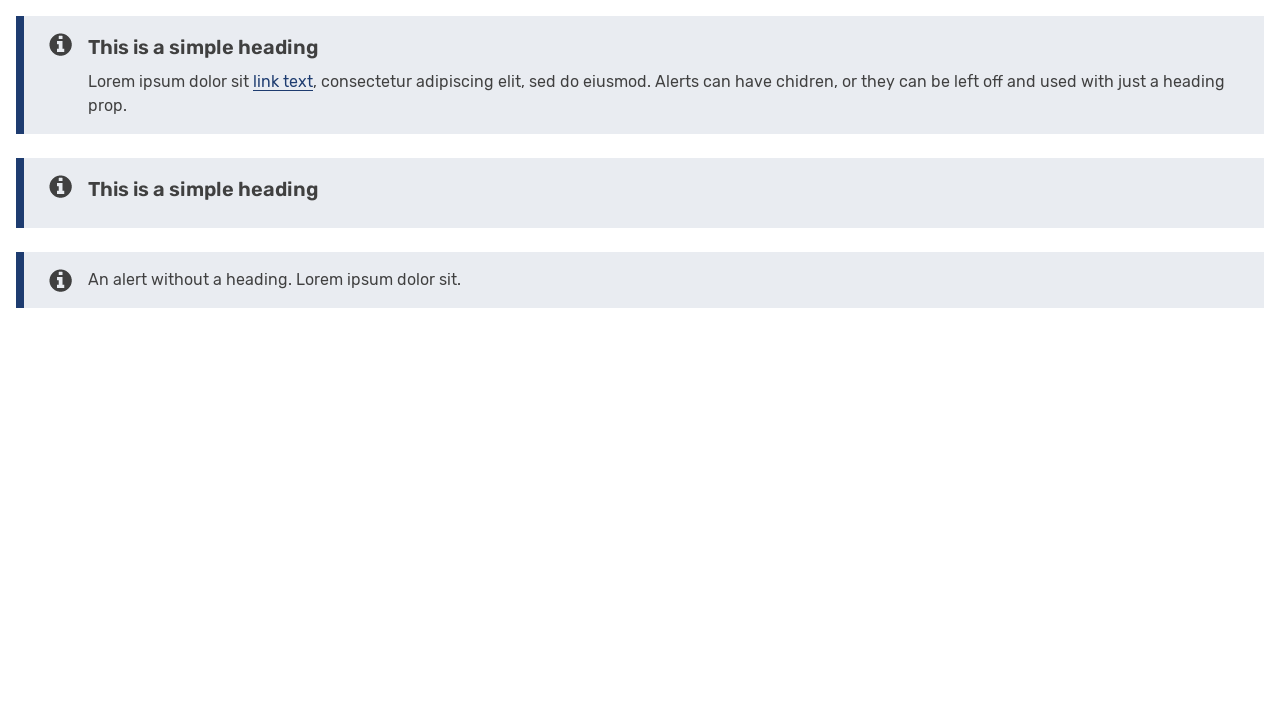 This is a simple heading
Lorem ipsum dolor sit link text, consectetur adipiscing elit, sed do eiusmod. Alerts can have chidren, or they can be left off and used with just a heading
prop.
This is a simple heading
An alert without a heading. Lorem ipsum dolor sit.